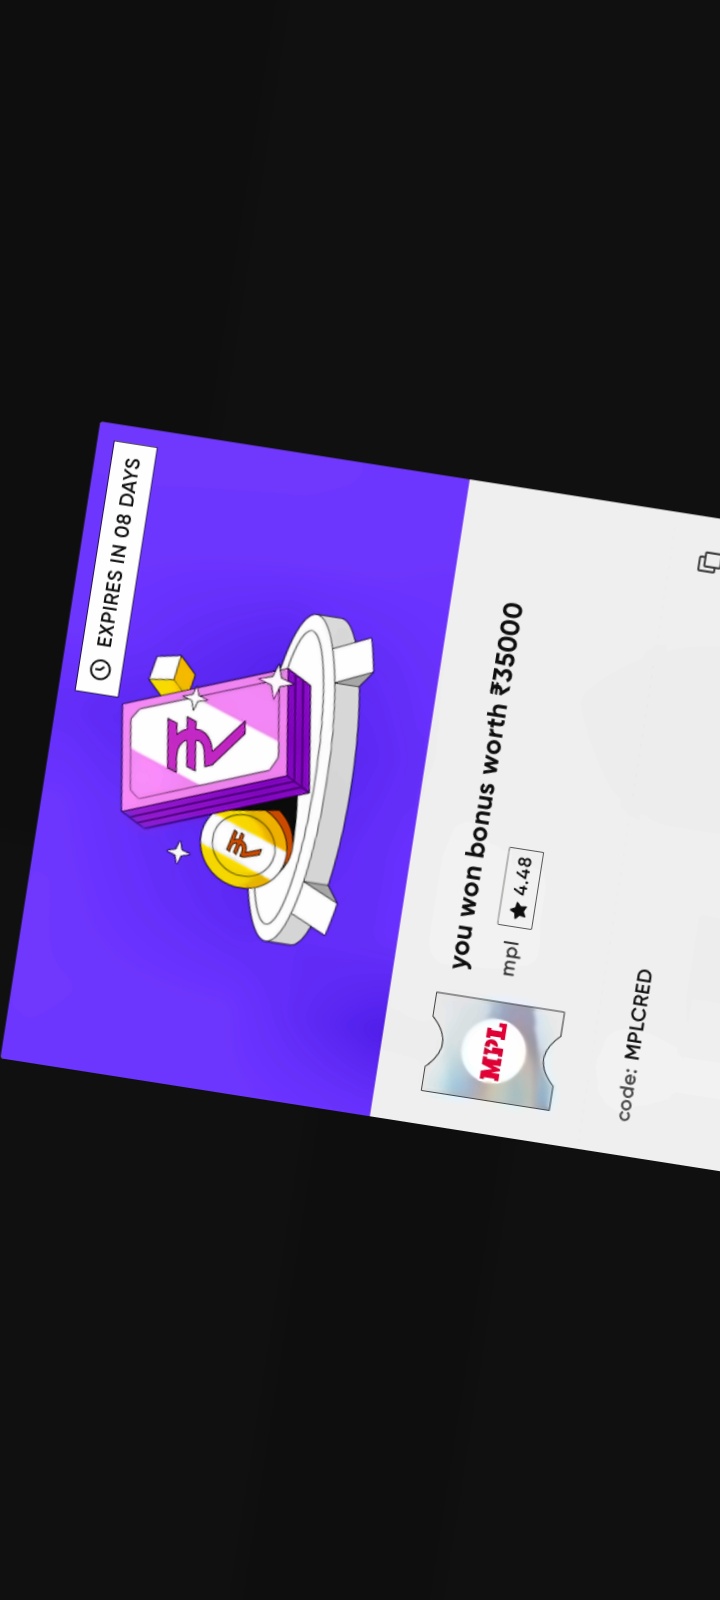 EXPIRES IN 08 DAYS
₹
₹
you won bonus worth ₹35000
mpl ★ 4.48
MPL
code: MPLCRED